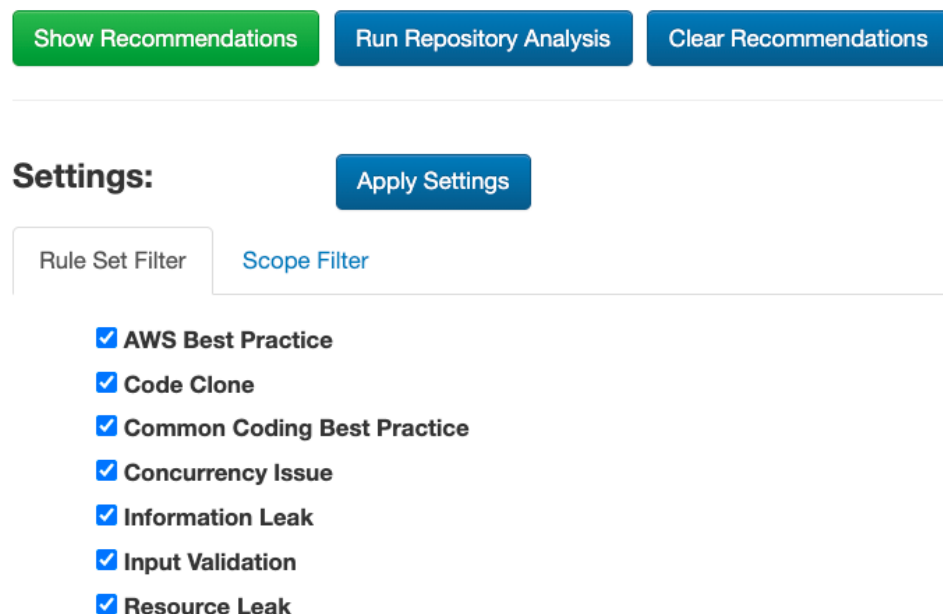 Show Recommendations Run Repository Analysis Clear Recommendations
Settings: Apply Settings
Rule Set Filter Scope Filter
AWS Best Practice
Code Clone
Common Coding Best Practice
Concurrency Issue
Information Leak
Input Validation
Resource Leak